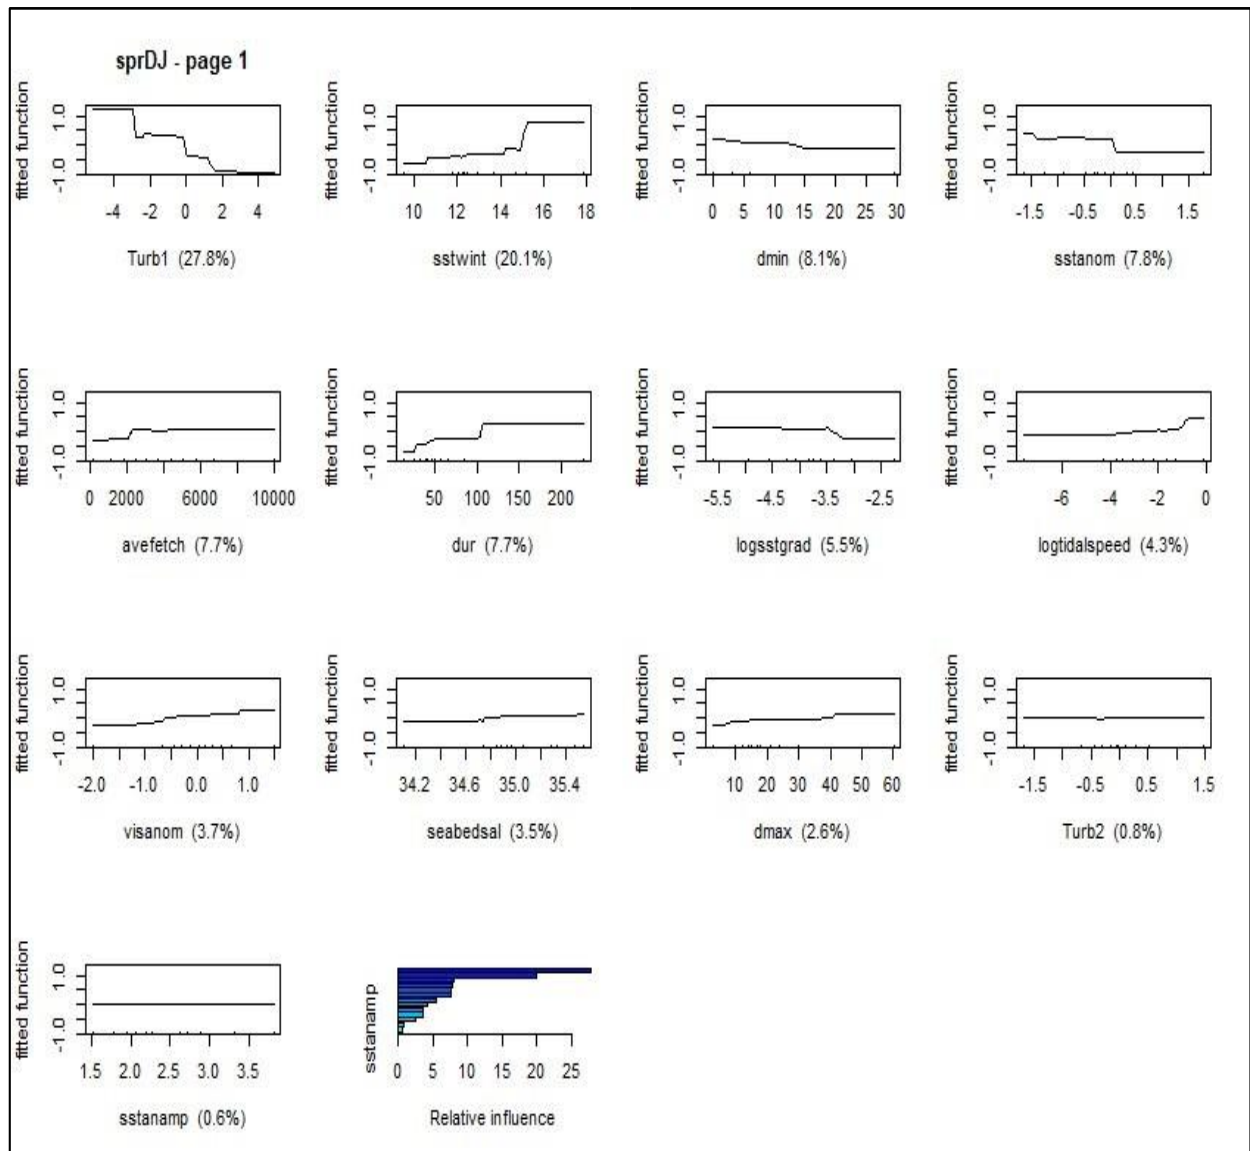 sprDJ - page 1
fitted function
-1.0 1.0
-4 -2 0 2 4
Turb1 (27.8%)
fitted function
-1.0 1.0
10 12 14 16 18
sstwint (20.1%)
fitted function
-1.0 1.0
0 5 10 15 20 25 30
dmin (8.1%)
fitted function
-1.0 1.0
-1.5 -0.5 0.5 1.5
sstanom (7.8%)
fitted function
-1.0 1.0
0 2000 6000 10000
avefetch (7.7%)
fitted function
-1.0 1.0
50 100 150 200
dur (7.7%)
fitted function
-1.0 1.0
-5.5 -4.5 -3.5 -2.5
logsstgrad (5.5%)
fitted function
-1.0 1.0
-6 -4 -2 0
logtidalspeed (4.3%)
fitted function
-1.0 1.0
-2.0 -1.0 0.0 1.0
visanom (3.7%)
fitted function
-1.0 1.0
34.2 34.6 35.0 35.4
seabedsal (3.5%)
fitted function
-1.0 1.0
10 20 30 40 50 60
dmax (2.6%)
fitted function
-1.0 1.0
-1.5 -0.5 0.5 1.5
Turb2 (0.8%)
fitted function
-1.0 1.0
1.5 2.0 2.5 3.0 3.5
sstanamp (0.6%)
sstanamp
0 5 10 15 20 25
Relative influence